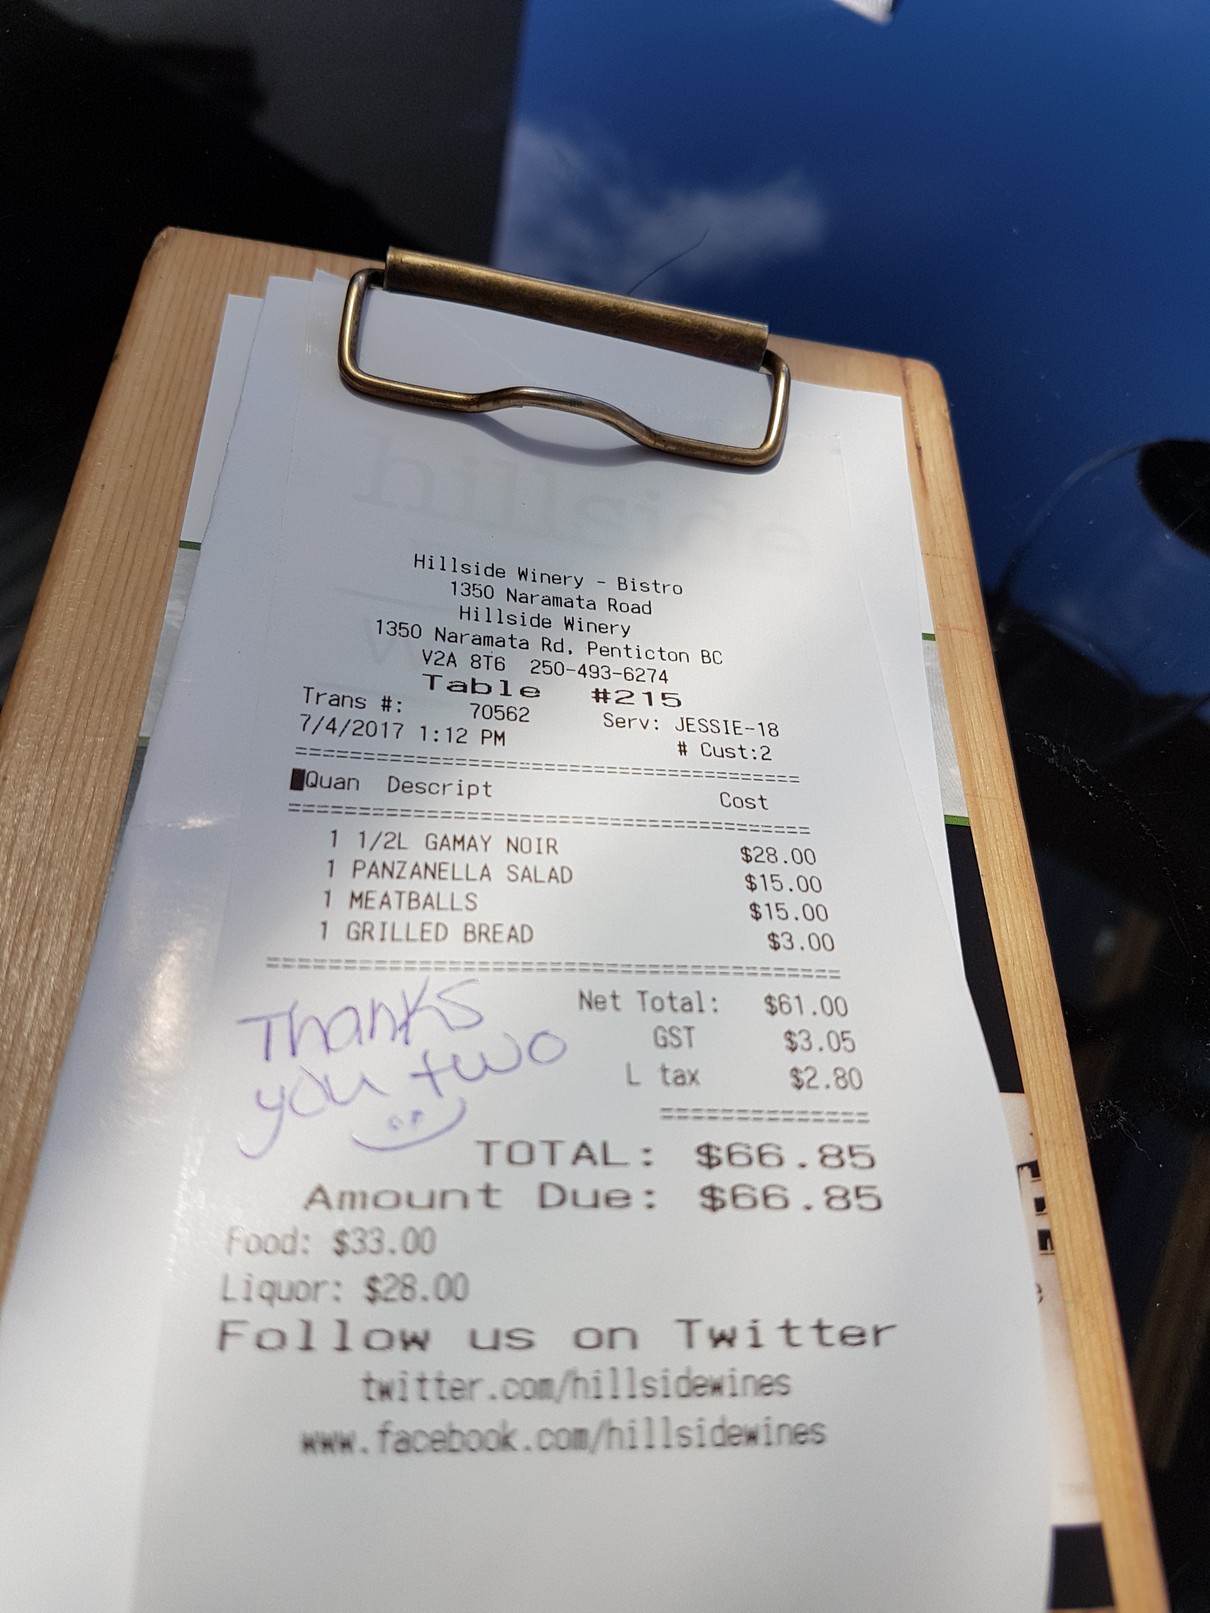 hillside
Hillside Winery - Bistro
1350 Naramata Road
Hillside Winery
1350 Naramata Rd, Penticton BC
V2A 8T6 250-493-6274
Table #215
Trans #: 70562 Serv: JESSIE-18
7/4/2017 1:12 PM # Cust:2
Quan Descript Cost
1 1/2L GAMAY NOIR $28.00
1 PANZANELLA SALAD $15.00
1 MEATBALLS $15.00
1 GRILLED BREAD $3.00
Net Total: $61.00
GST $3.05
L tax $2.80
Thanks
you two
TOTAL: $66.85
Amount Due: $66.85
Food: $33.00
Liquor: $28.00
Follow us on Twitter
twitter.com/hillsidewines
www.facebook.com/hillsidewines